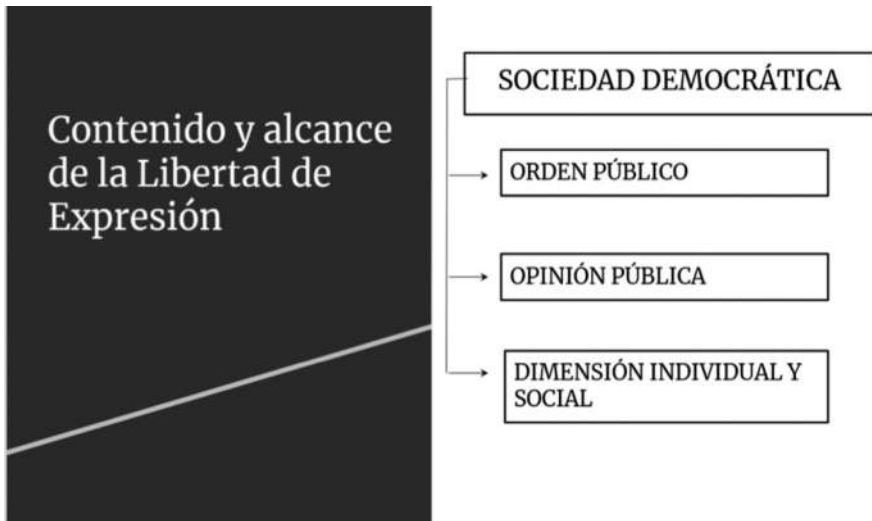 Contenido y alcance
de la Libertad de
Expresión
SOCIEDAD DEMOCRÁTICA
ORDEN PÚBLICO
OPINIÓN PÚBLICA
DIMENSIÓN INDIVIDUAL Y
SOCIAL